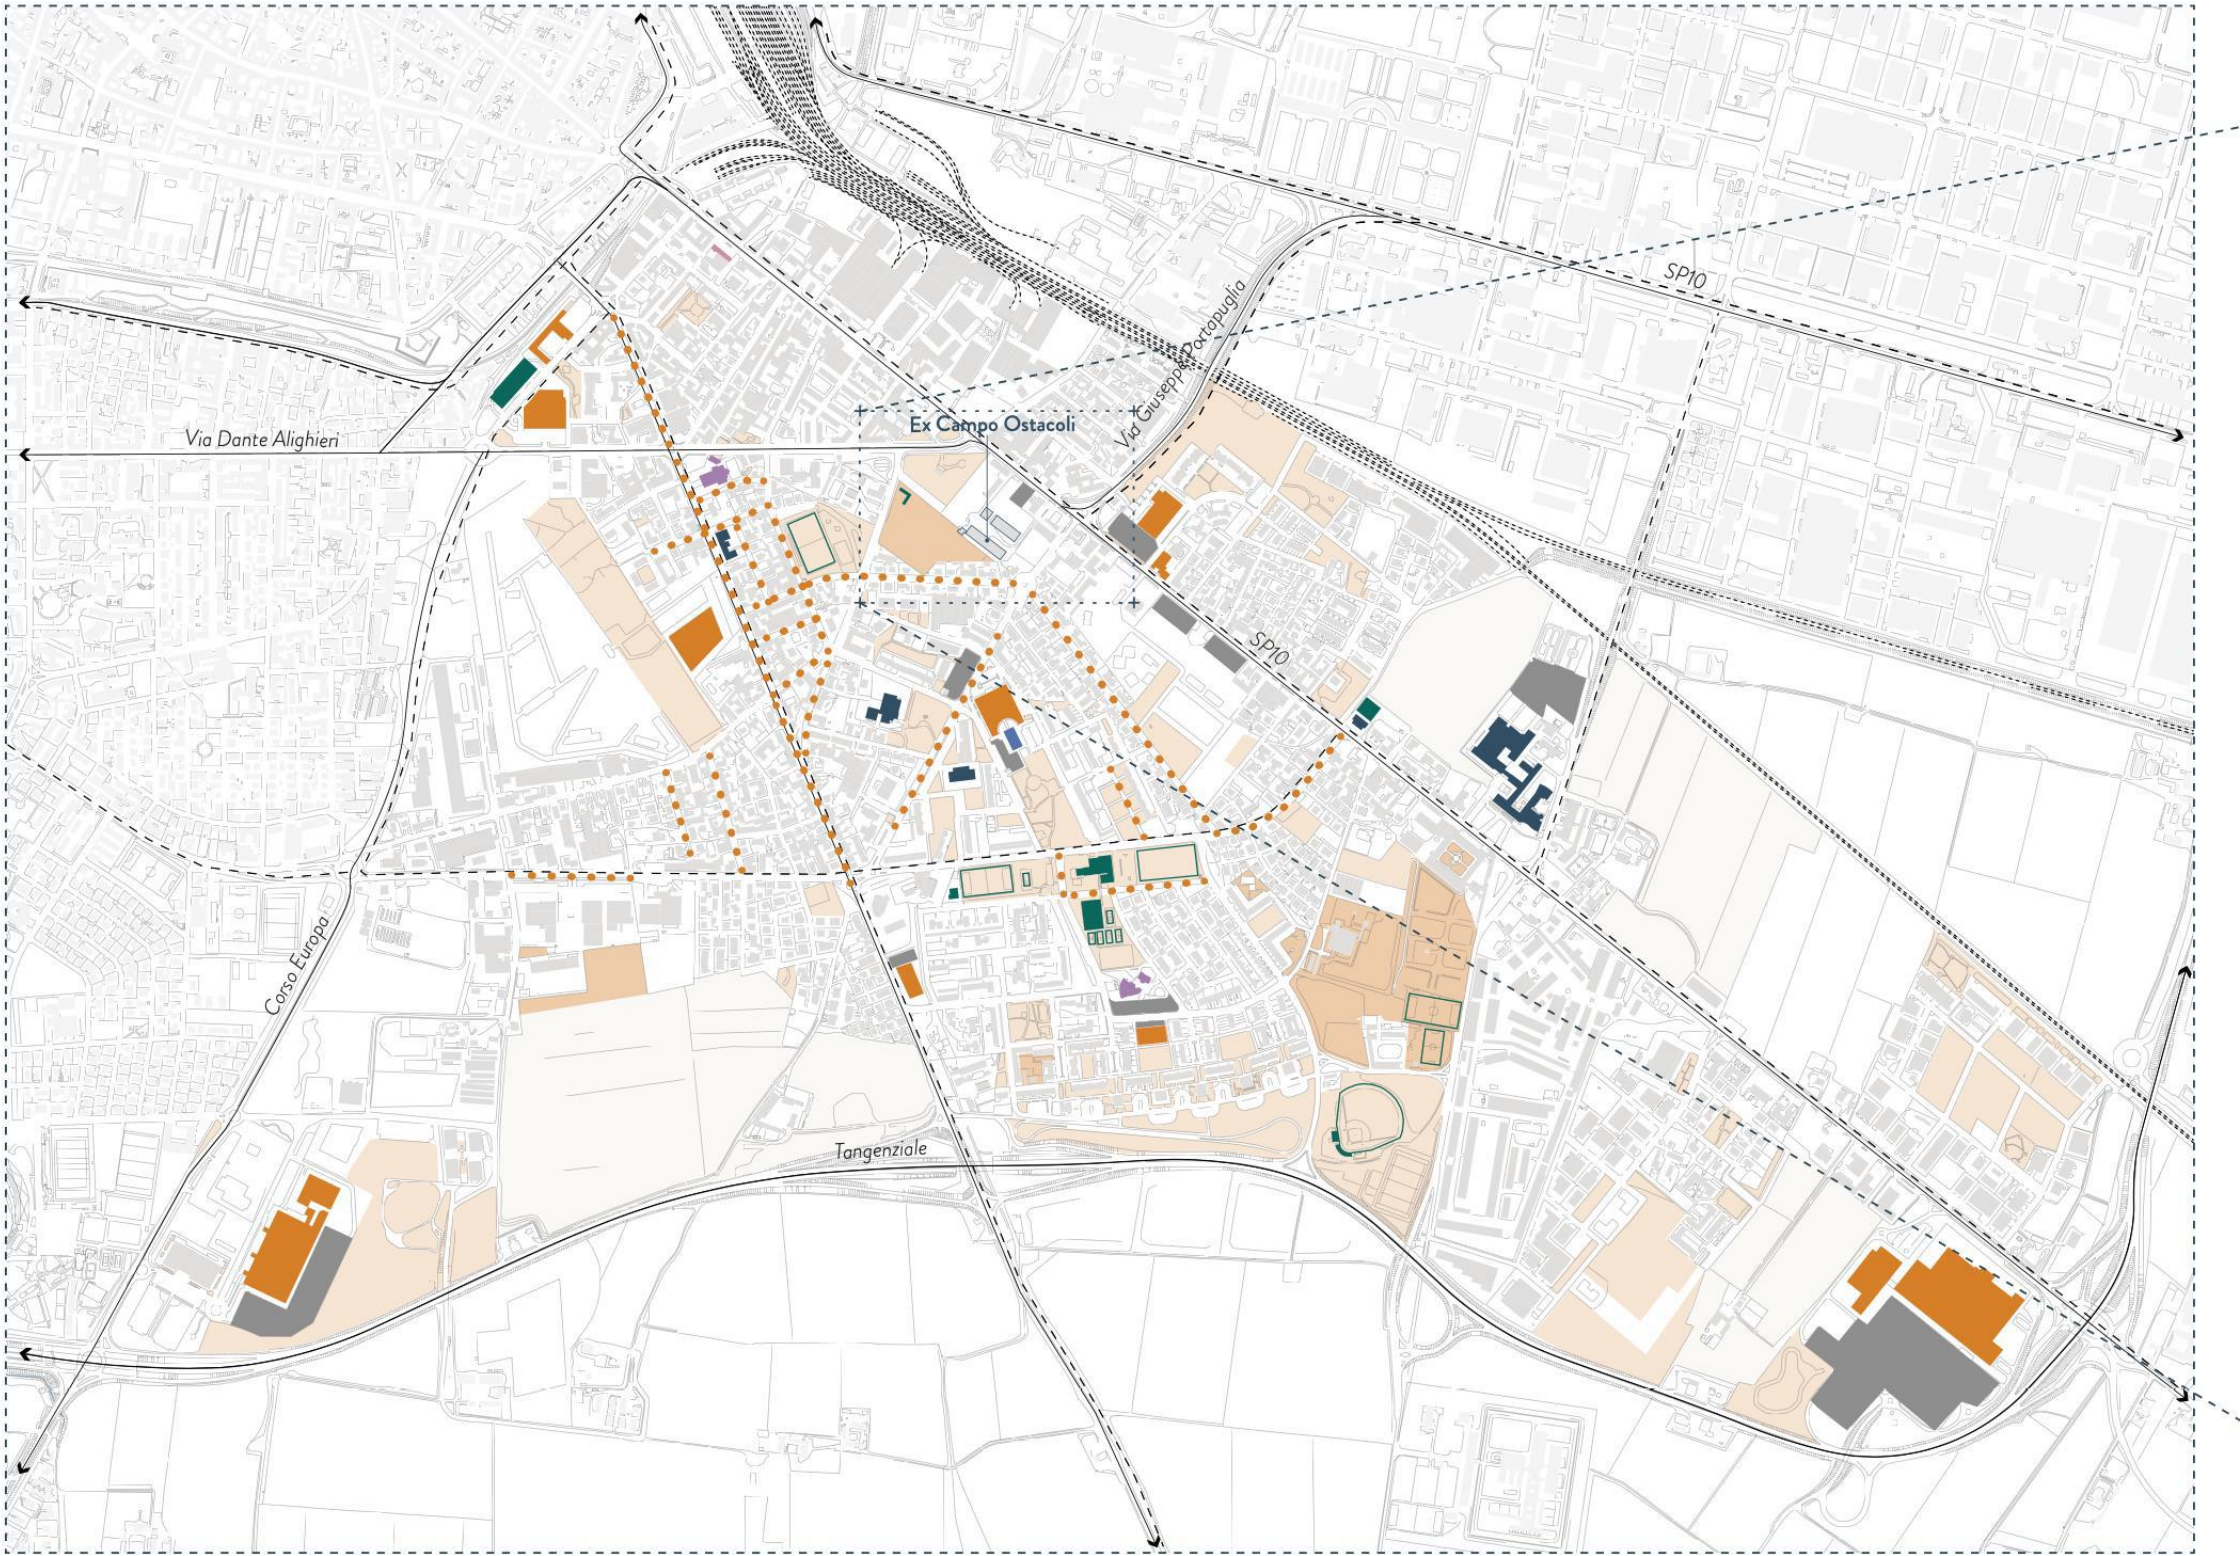 SP10
Via Giuseppe Portapuglia
Ex Campo Ostacoli
Via Dante Alighieri
SP10
Corso Europa
Tangenziale